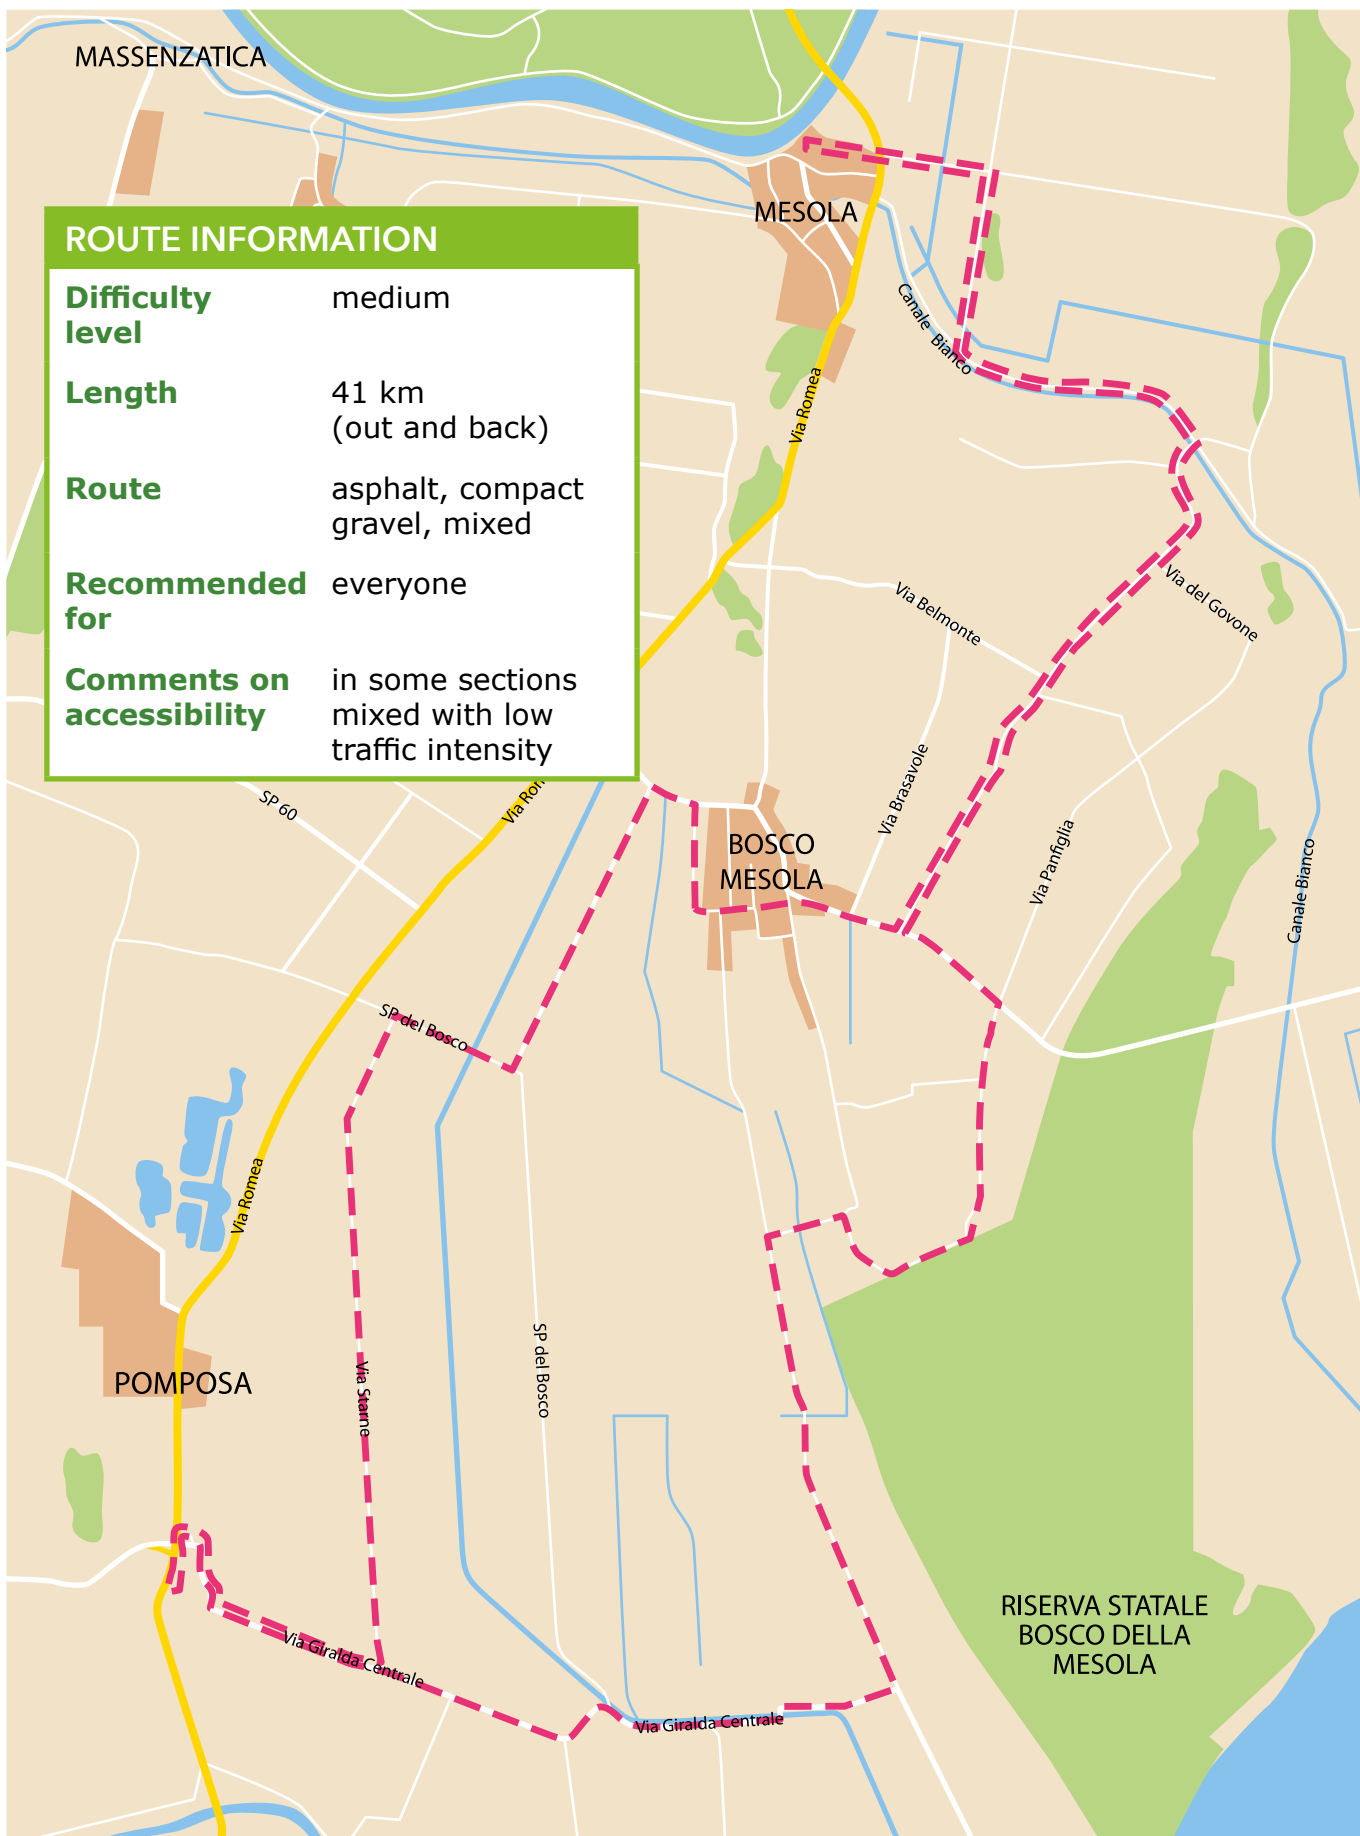 MASSENZATICA
MESOLA
ROUTE INFORMATION
Difficulty level
medium
Length
41 km
(out and back)
Route
asphalt, compact
gravel, mixed
Recommended for
everyone
Comments on accessibility
in some sections
mixed with low
traffic intensity
Canale Bianco
Via Romea
Via Belmonte
Via del Govone
Via Brasavole
Via Panfiglia
Canale Bianco
SP 60
Via Rom
BOSCO
MESOLA
SP del Bosco
Via Romea
POMPOSA
Via Starne
SP del Bosco
Via Giralda Centrale
Via Giralda Centrale
RISERVA STATALE
BOSCO DELLA
MESOLA